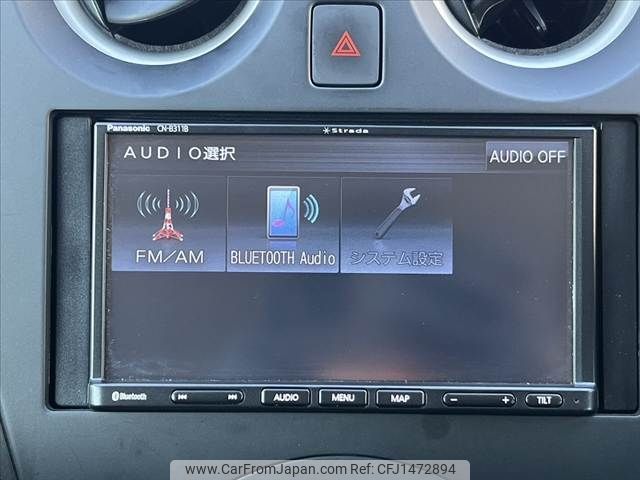 Panasonic CN-B311B
Strada
AUDIO選択
AUDIO OFF
FM/AM
BLUETOOTH Audio
システム設定
Bluetooth
AUDIO
MENU
MAP
- +
TILT
www.CarFromJapan.com Ref: CFJ1472894